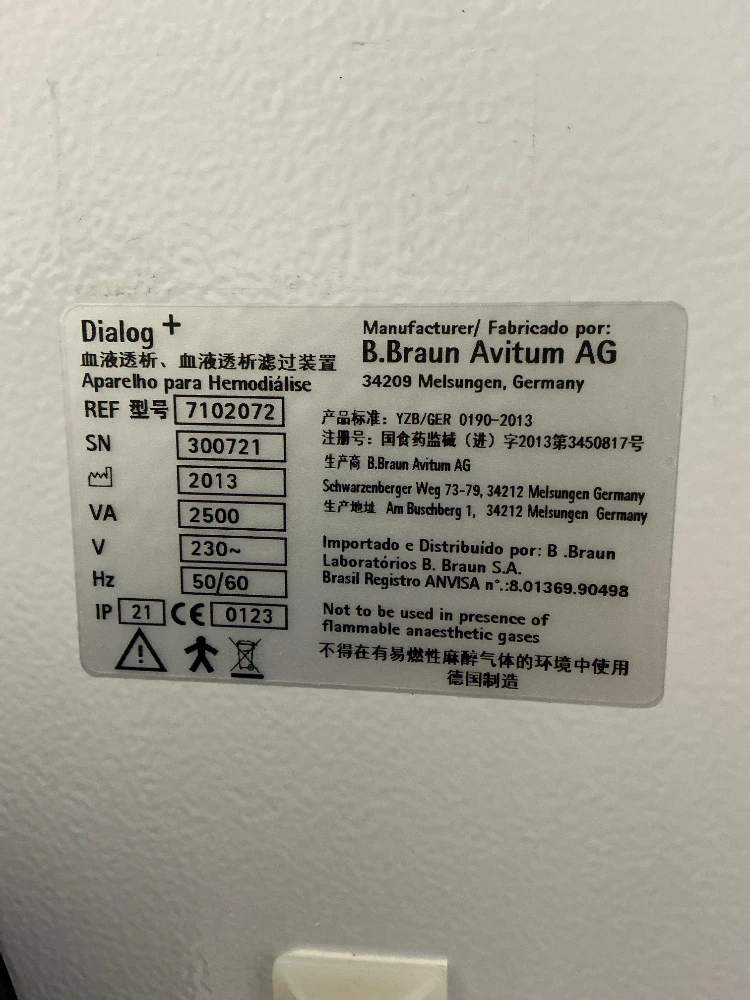 Dialog +
血液透析、血液透析滤过装置
Aparelho para Hemodiálise
REF 型号 7102072
SN 300721
2013
VA 2500
V 230~
Hz 50/60
IP 21 CE 0123
Manufacturer/ Fabricado por:
B.Braun Avitum AG
34209 Melsungen, Germany
产品标准: YZB/GER 0190-2013
注册号: 国食药监械（进）字2013第3450817号
生产商 B.Braun Avitum AG
Schwarzenberger Weg 73-79, 34212 Melsungen Germany
生产地址 Am Buschberg 1, 34212 Melsungen Germany
Importado e Distribuído por: B .Braun
Laboratórios B. Braun S.A.
Brasil Registro ANVISA n°.:8.01369.90498
Not to be used in presence of
flammable anaesthetic gases
不得在有易燃性麻醉气体的环境中使用
德国制造